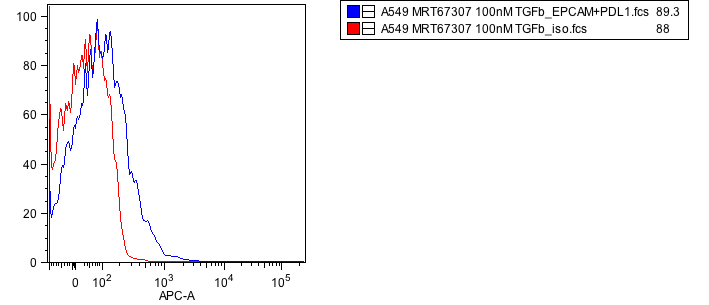 A549 MRT67307 100nM TGFb_EPCAM+PDL1.fcs 89.3
A549 MRT67307 100nM TGFb_iso.fcs 88
100
80
60
40
20
0
0 10^2 10^3 10^4 10^5
APC-A